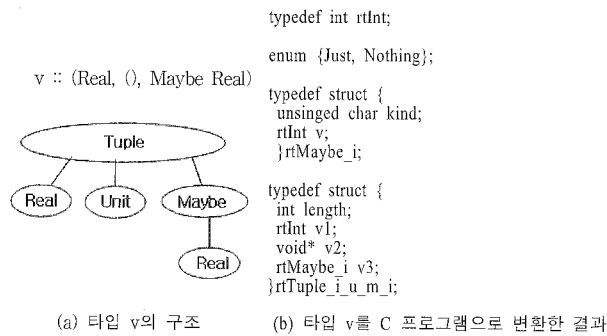 v :: (Real, (), Maybe Real)
Tuple
Real
Unit
Maybe
Real
(a) 타입 v의 구조
typedef int rtInt;
enum {Just, Nothing};
typedef struct {
unsinged char kind;
rtInt v;
}rtMaybe_i;
typedef struct {
int length;
rtInt v1;
void* v2;
rtMaybe_i v3;
}rtTuple_i_u_m_i;
(b) 타입 v를 C 프로그램으로 변환한 결과